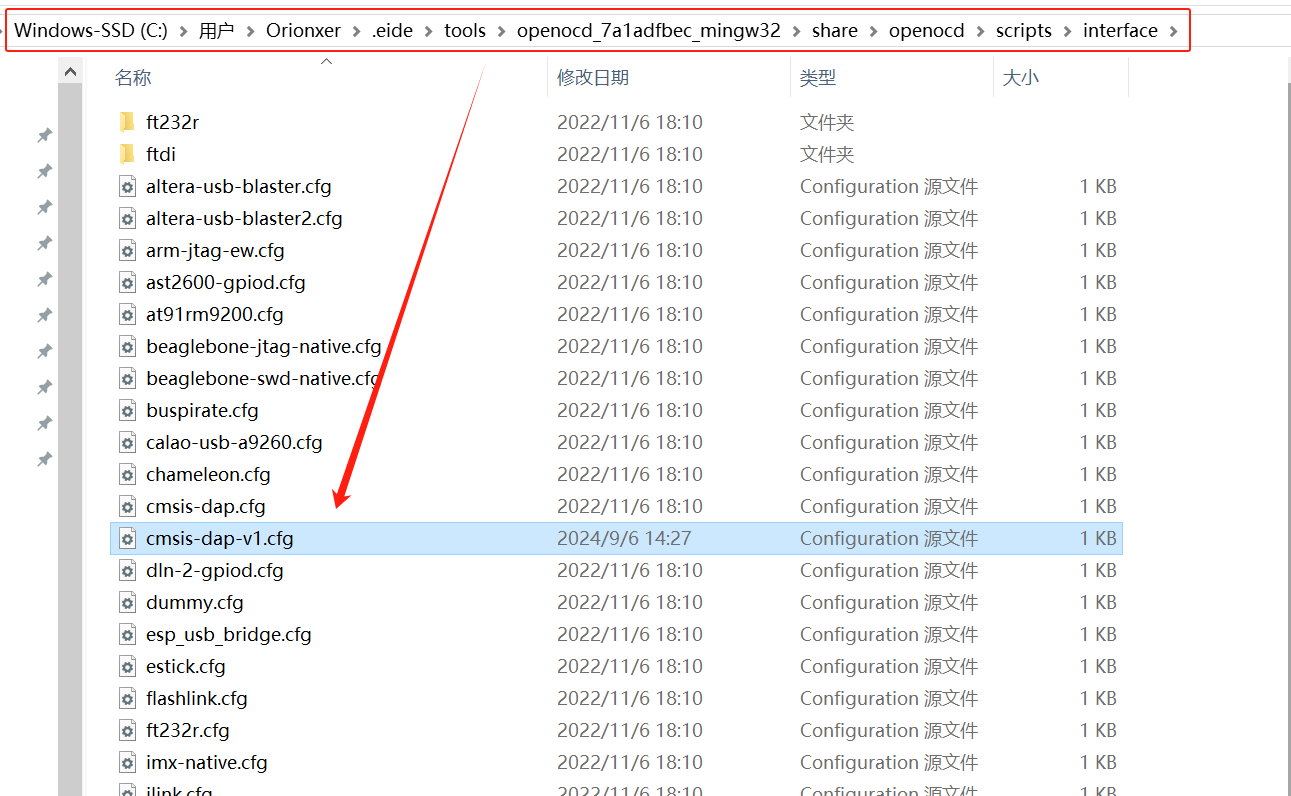 Windows-SSD (C:) > 用户 > Orionxer > .eide > tools > openocd_7a1adfbec_mingw32 > share > openocd > scripts > interface >
名称 修改日期 类型 大小
ft232r 2022/11/6 18:10 文件夹
ftdi 2022/11/6 18:10 文件夹
altera-usb-blaster.cfg 2022/11/6 18:10 Configuration 源文件 1 KB
altera-usb-blaster2.cfg 2022/11/6 18:10 Configuration 源文件 1 KB
arm-jtag-ew.cfg 2022/11/6 18:10 Configuration 源文件 1 KB
ast2600-gpiod.cfg 2022/11/6 18:10 Configuration 源文件 1 KB
at91rm9200.cfg 2022/11/6 18:10 Configuration 源文件 1 KB
beaglebone-jtag-native.cfg 2022/11/6 18:10 Configuration 源文件 1 KB
beaglebone-swd-native.cfg 2022/11/6 18:10 Configuration 源文件 1 KB
buspirate.cfg 2022/11/6 18:10 Configuration 源文件 1 KB
calao-usb-a9260.cfg 2022/11/6 18:10 Configuration 源文件 1 KB
chameleon.cfg 2022/11/6 18:10 Configuration 源文件 1 KB
cmsis-dap.cfg 2022/11/6 18:10 Configuration 源文件 1 KB
cmsis-dap-v1.cfg 2024/9/6 14:27 Configuration 源文件 1 KB
dln-2-gpiod.cfg 2022/11/6 18:10 Configuration 源文件 1 KB
dummy.cfg 2022/11/6 18:10 Configuration 源文件 1 KB
esp_usb_bridge.cfg 2022/11/6 18:10 Configuration 源文件 1 KB
estick.cfg 2022/11/6 18:10 Configuration 源文件 1 KB
flashlink.cfg 2022/11/6 18:10 Configuration 源文件 1 KB
ft232r.cfg 2022/11/6 18:10 Configuration 源文件 1 KB
imx-native.cfg 2022/11/6 18:10 Configuration 源文件 1 KB
jlink.cfg 2022/11/6 18:10 Configuration 源文件 1 KB